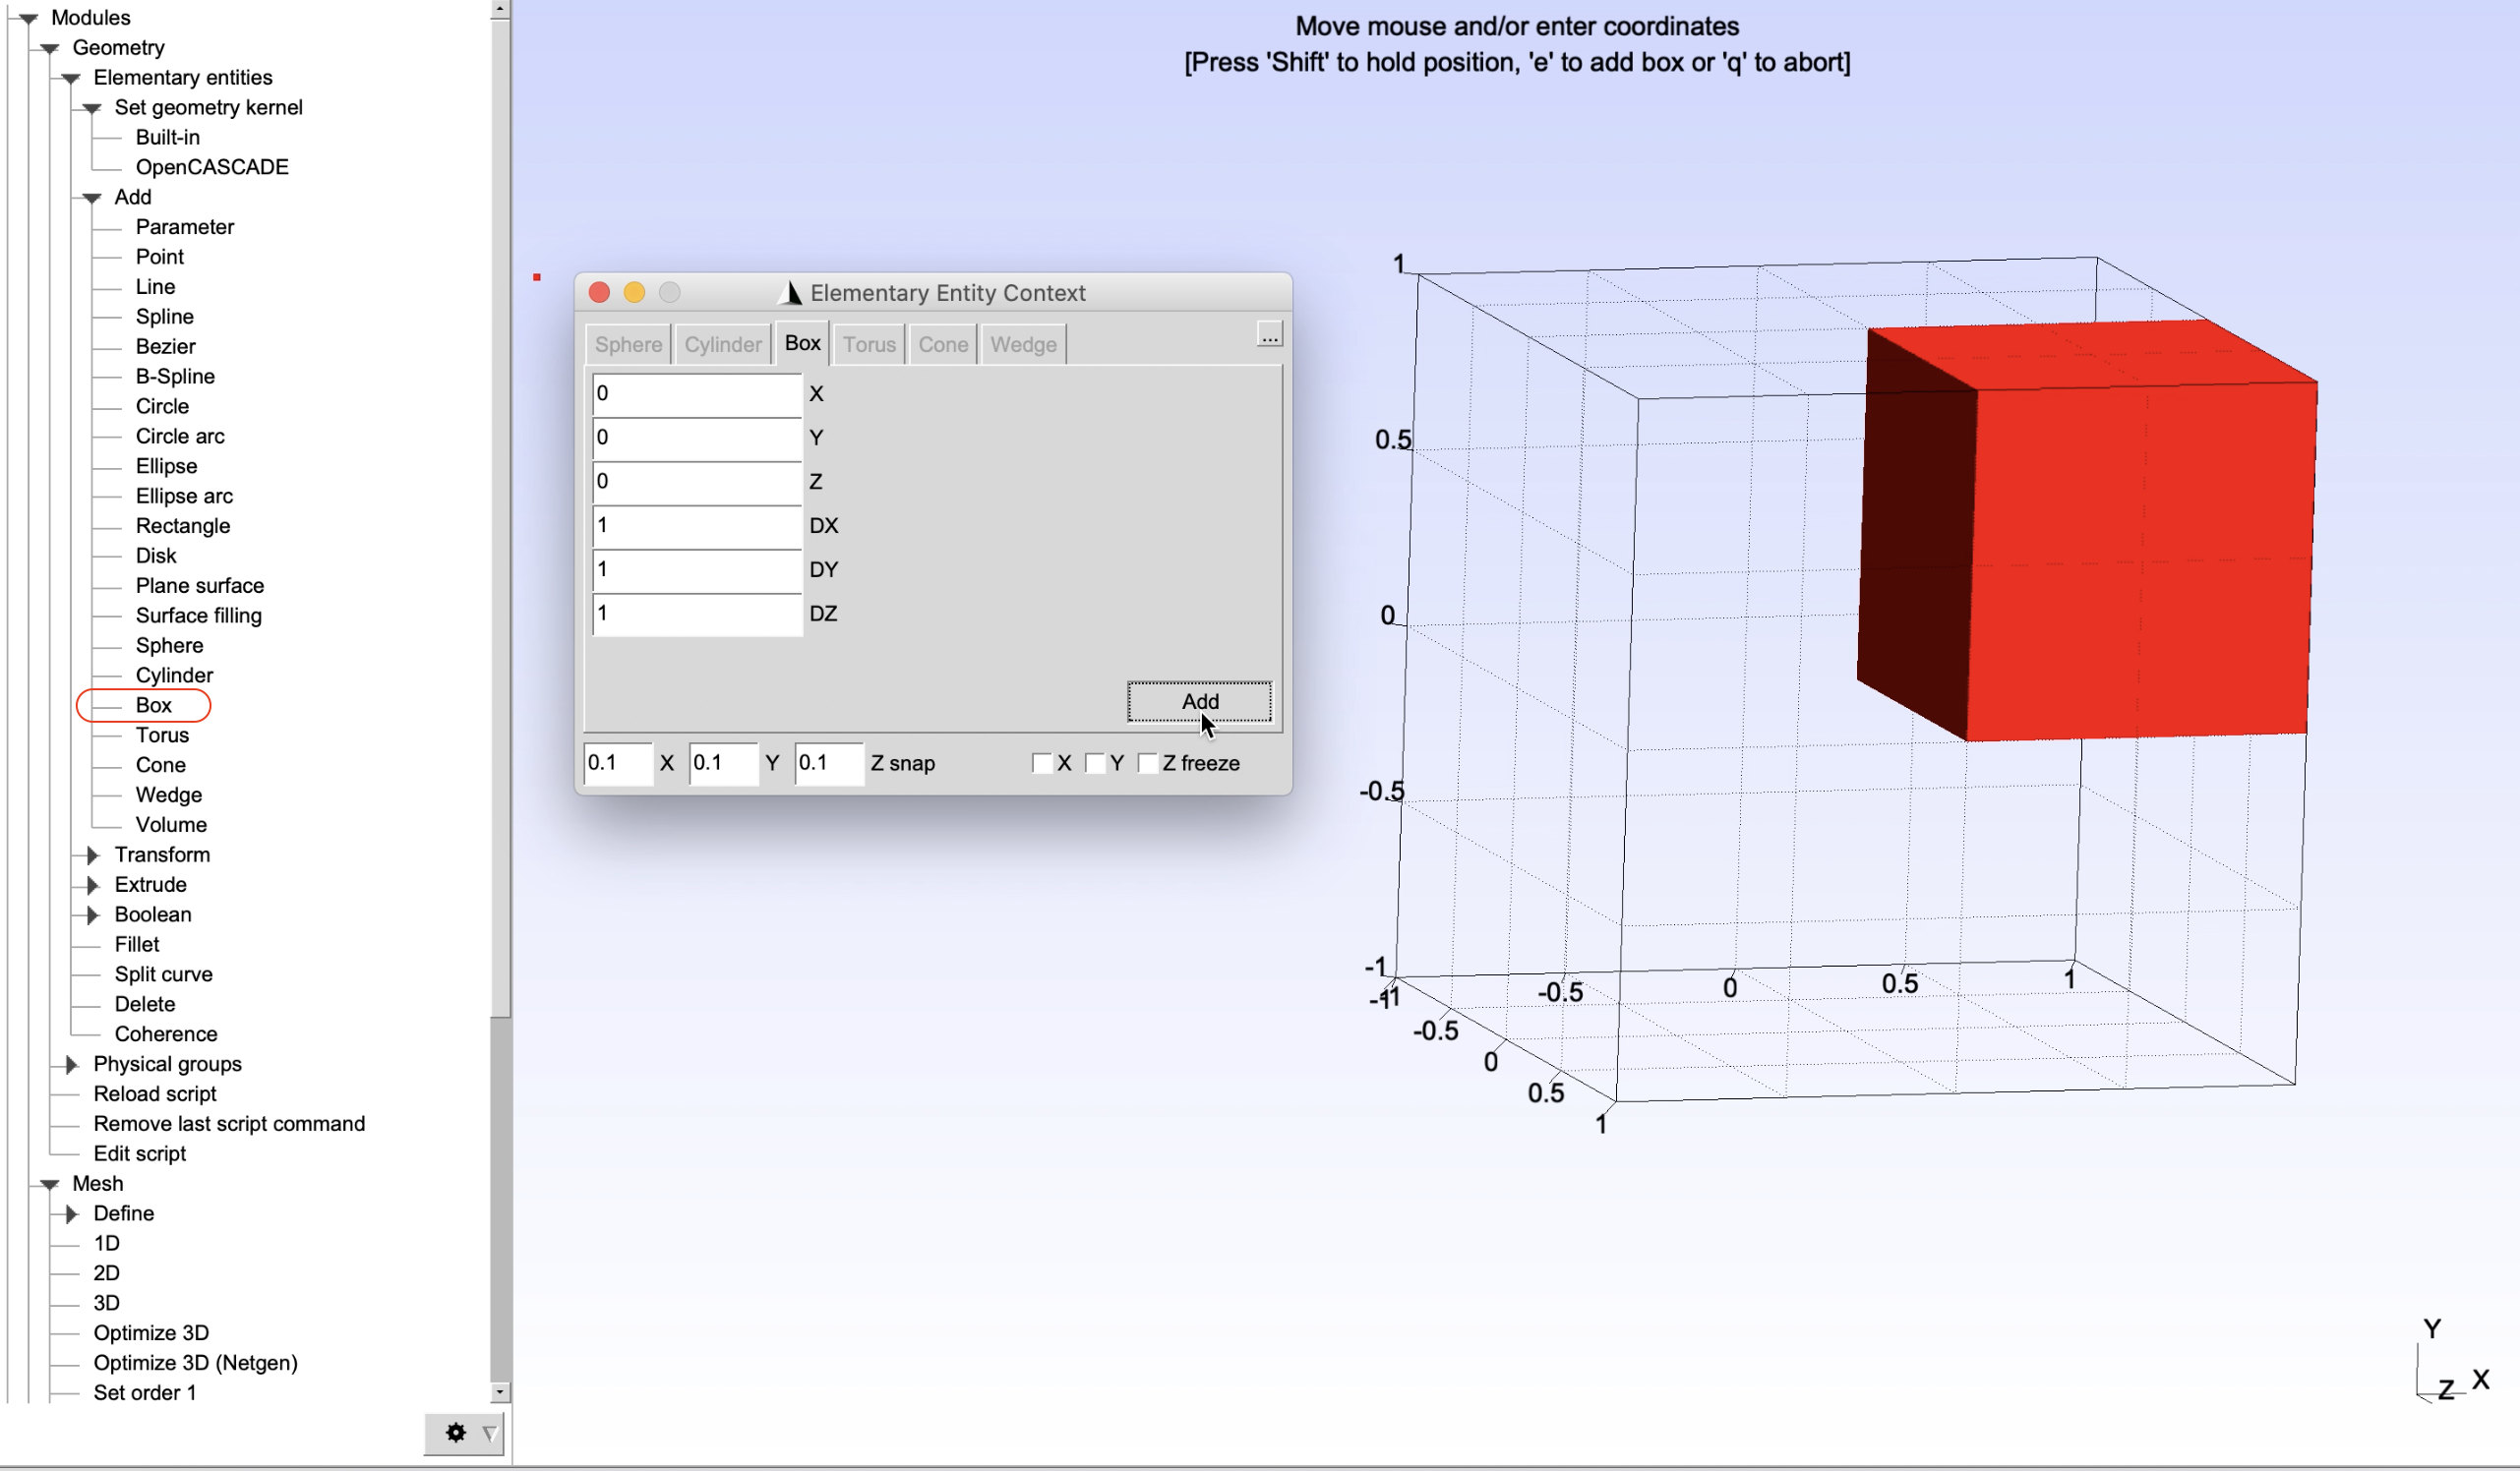 Modules
Geometry
Elementary entities
Set geometry kernel
Built-in
OpenCASCADE
Add
Parameter
Point
Line
Spline
Bezier
B-Spline
Circle
Circle arc
Ellipse
Ellipse arc
Rectangle
Disk
Plane surface
Surface filling
Sphere
Cylinder
Box
Torus
Cone
Wedge
Volume
Transform
Extrude
Boolean
Fillet
Split curve
Delete
Coherence
Physical groups
Reload script
Remove last script command
Edit script
Mesh
Define
1D
2D
3D
Optimize 3D
Optimize 3D (Netgen)
Set order 1
Move mouse and/or enter coordinates
[Press 'Shift' to hold position, 'e' to add box or 'q' to abort]
Elementary Entity Context
Sphere Cylinder Box Torus Cone Wedge ...
0 X
0 Y
0 Z
1 DX
1 DY
1 DZ
Add
0.1 X 0.1 Y 0.1 Z snap X Y Z freeze
1
0.5
0
-0.5
-1
-1 -0.5 0 0.5 1
-1
-0.5
0
0.5
1
Y
Z X